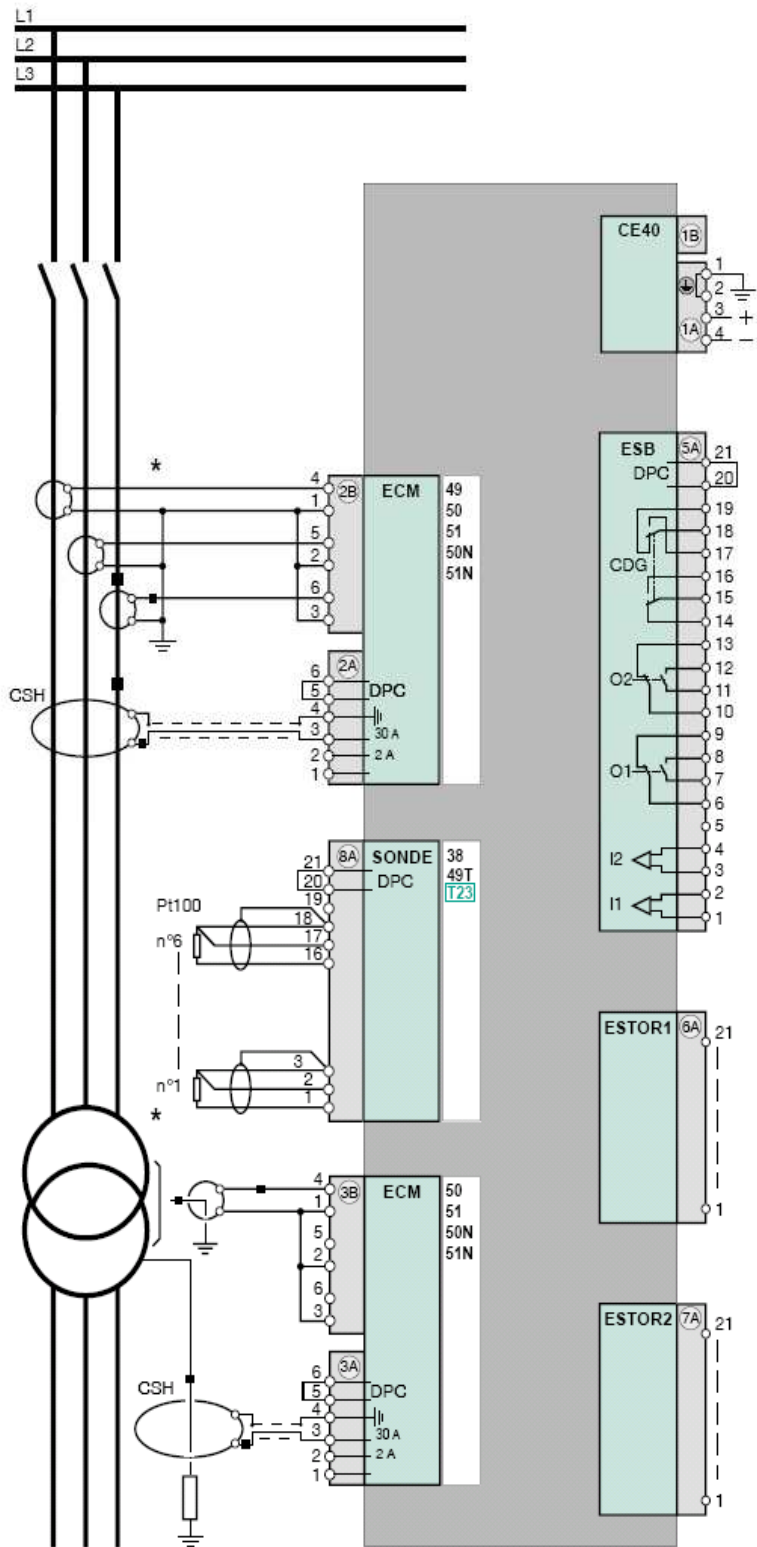 L1
L2
L3
CE40 1B
1
2
3 +
1A 4 −
*
4 2B ECM 49
1 50
5 51
2 50N
6 51N
3
2A
6
5 DPC
4
3 30 A
2 2 A
1
CSH
ESB 5A 21
DPC 20
19
18
CDG 17
16
15
14
13
O2 12
11
10
9
O1 8
7
6
5
I2 4
3
I1 2
1
8A SONDE 38
21 49T
20 DPC T23
19
Pt100
18
n°6 17
16
3
n°1 2
1
*
ESTOR1 6A 21
1
4 3B ECM 50
1 51
5 50N
2 51N
6
3
ESTOR2 7A 21
1
3A
6
5 DPC
4
3 30 A
2 2 A
1
CSH